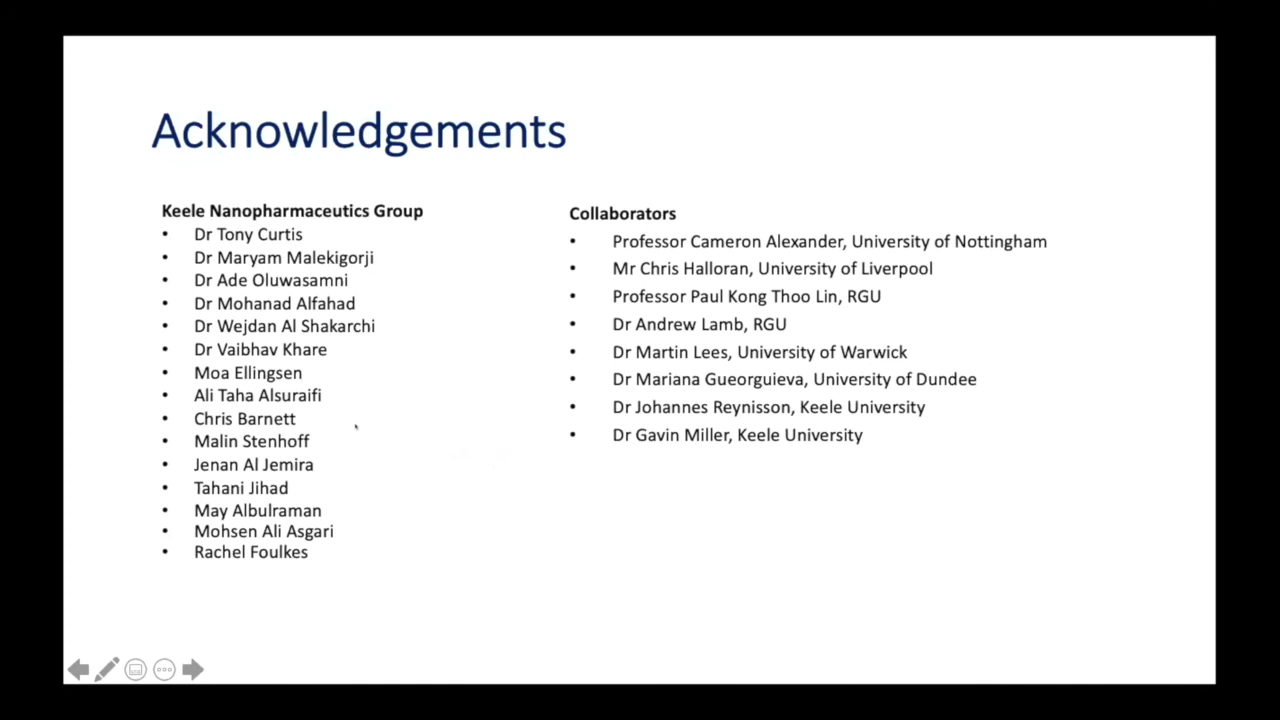 Acknowledgements
Keele Nanopharmaceutics Group
• Dr Tony Curtis
• Dr Maryam Malekigorji
• Dr Ade Oluwasamni
• Dr Mohanad Alfahad
• Dr Wejdan Al Shakarchi
• Dr Vaibhav Khare
• Moa Ellingsen
• Ali Taha Alsuraifi
• Chris Barnett
• Malin Stenhoff
• Jenan Al Jemira
• Tahani Jihad
• May Albulraman
• Mohsen Ali Asgari
• Rachel Foulkes
Collaborators
• Professor Cameron Alexander, University of Nottingham
• Mr Chris Halloran, University of Liverpool
• Professor Paul Kong Thoo Lin, RGU
• Dr Andrew Lamb, RGU
• Dr Martin Lees, University of Warwick
• Dr Mariana Gueorguieva, University of Dundee
• Dr Johannes Reynisson, Keele University
• Dr Gavin Miller, Keele University